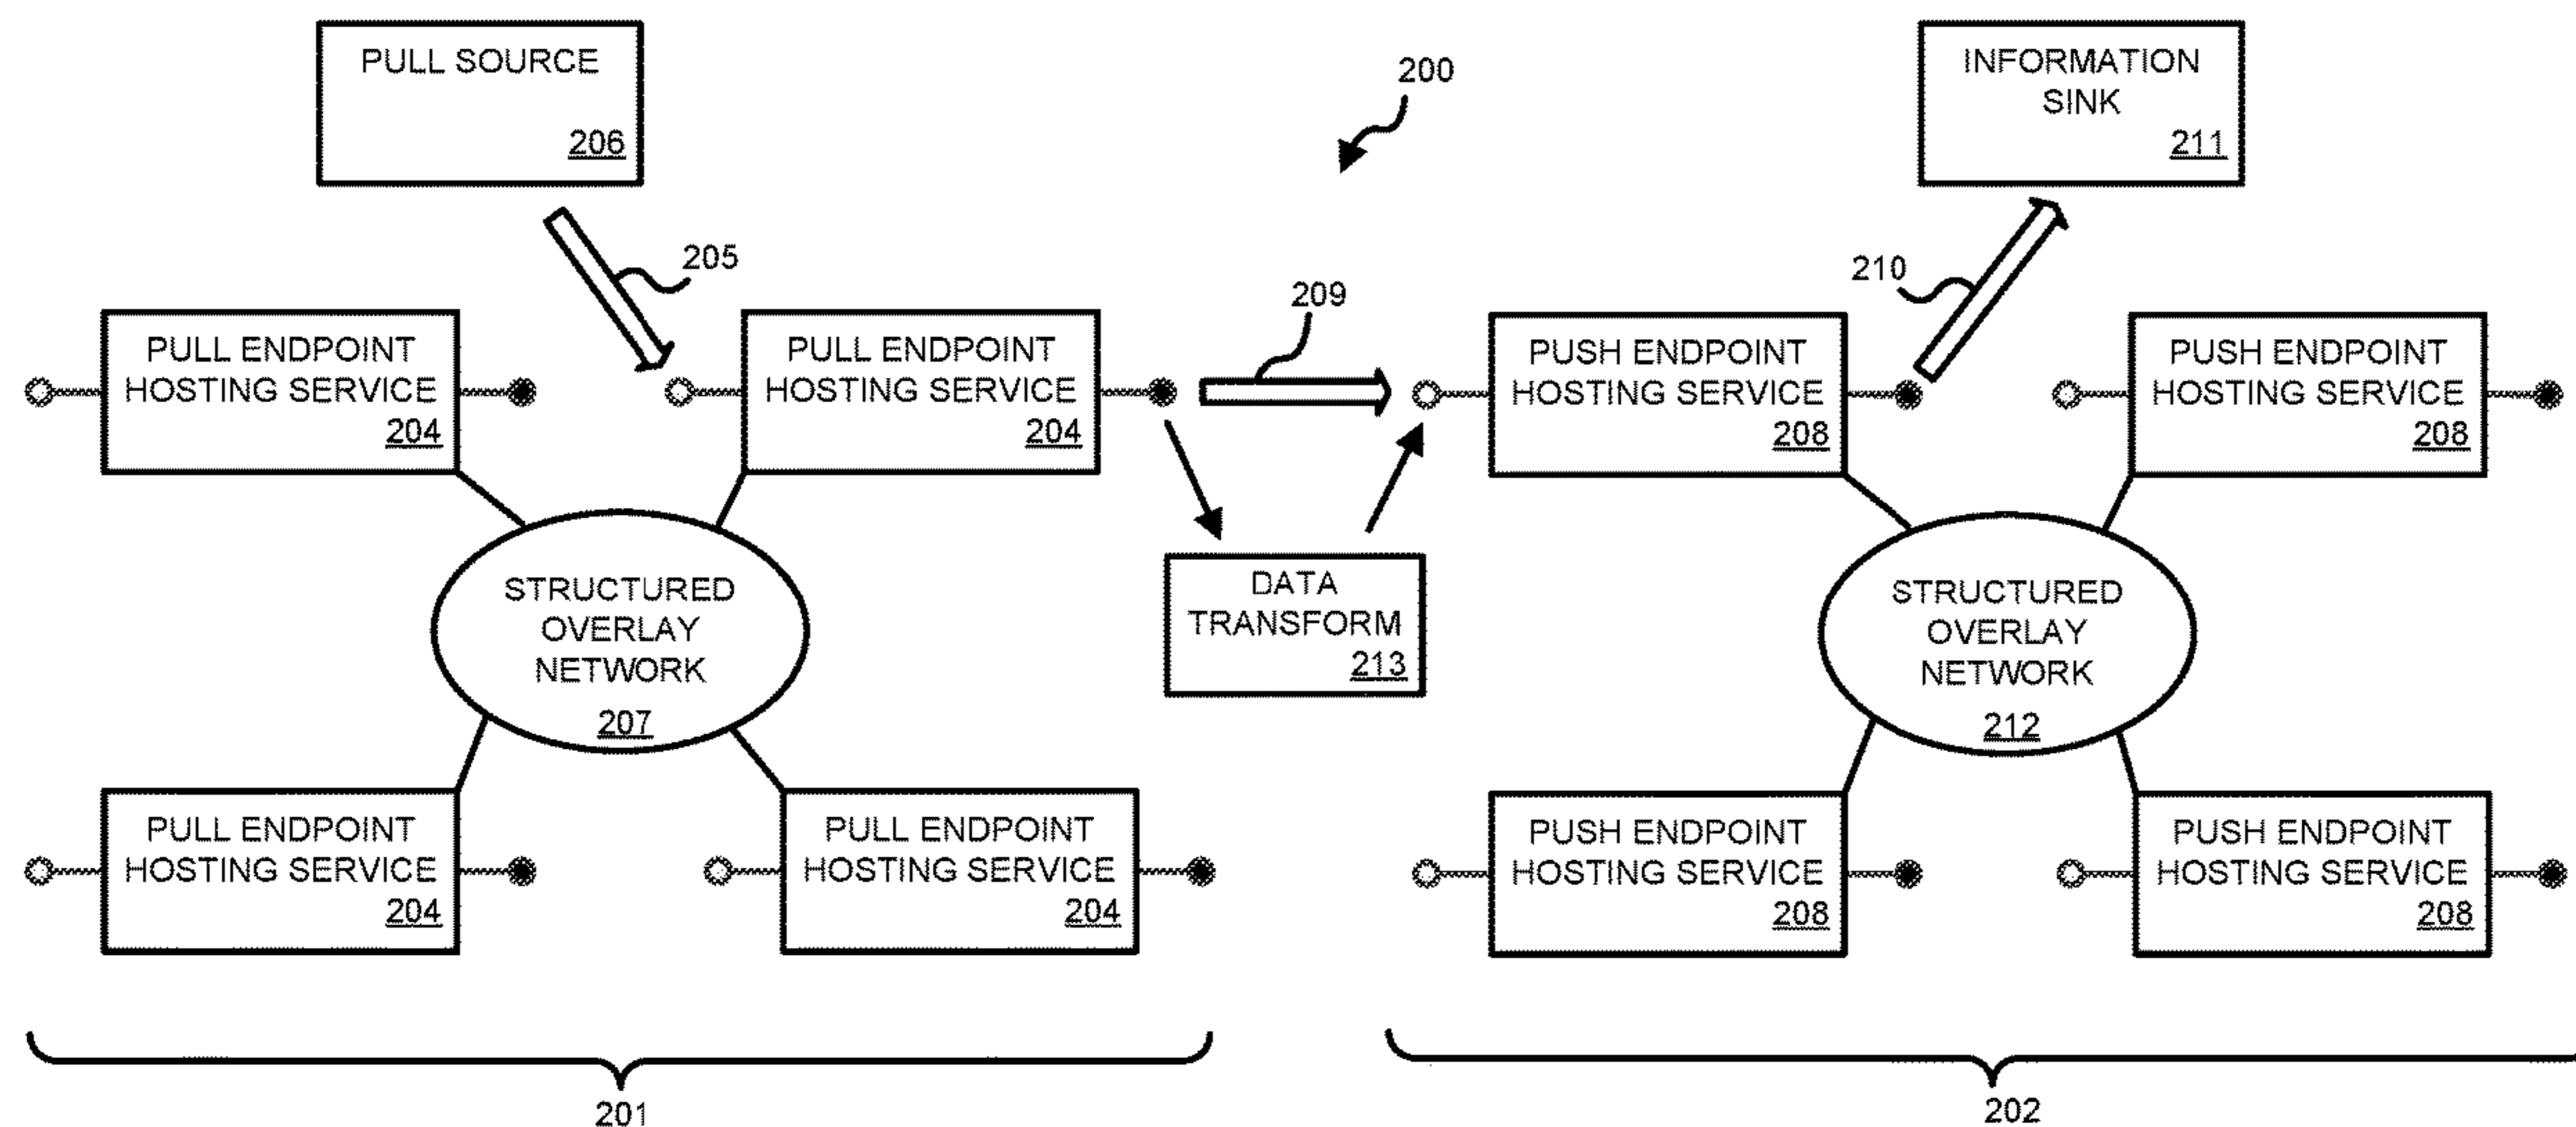 PULL SOURCE
206
200
INFORMATION
SINK
211
205
209
210
PULL ENDPOINT
HOSTING SERVICE
204
PULL ENDPOINT
HOSTING SERVICE
204
PUSH ENDPOINT
HOSTING SERVICE
208
PUSH ENDPOINT
HOSTING SERVICE
208
STRUCTURED
OVERLAY
NETWORK
207
DATA
TRANSFORM
213
STRUCTURED
OVERLAY
NETWORK
212
PULL ENDPOINT
HOSTING SERVICE
204
PULL ENDPOINT
HOSTING SERVICE
204
PUSH ENDPOINT
HOSTING SERVICE
208
PUSH ENDPOINT
HOSTING SERVICE
208
201
202